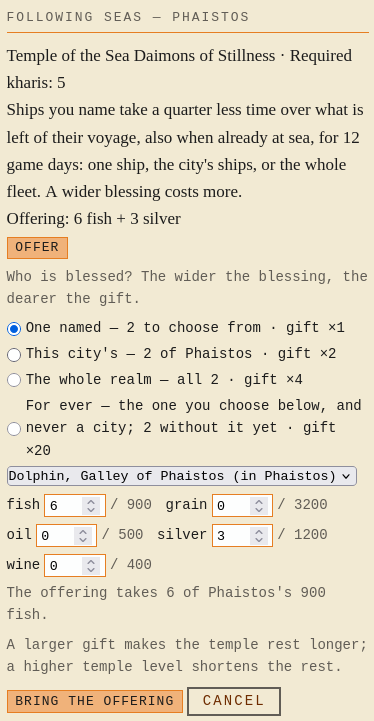 FOLLOWING SEAS — PHAISTOS
Temple of the Sea Daimons of Stillness · Required
kharis: 5
Ships you name take a quarter less time over what is
left of their voyage, also when already at sea, for 12
game days: one ship, the city's ships, or the whole
fleet. A wider blessing costs more.
Offering: 6 fish + 3 silver
OFFER
Who is blessed? The wider the blessing, the
dearer the gift.
One named — 2 to choose from · gift ×1
This city's — 2 of Phaistos · gift ×2
The whole realm — all 2 · gift ×4
For ever — the one you choose below, and
never a city; 2 without it yet · gift
×20
Dolphin, Galley of Phaistos (in Phaistos)
fish 6 / 900 grain 0 / 3200
oil 0 / 500 silver 3 / 1200
wine 0 / 400
The offering takes 6 of Phaistos's 900
fish.
A larger gift makes the temple rest longer;
a higher temple level shortens the rest.
BRING THE OFFERING CANCEL